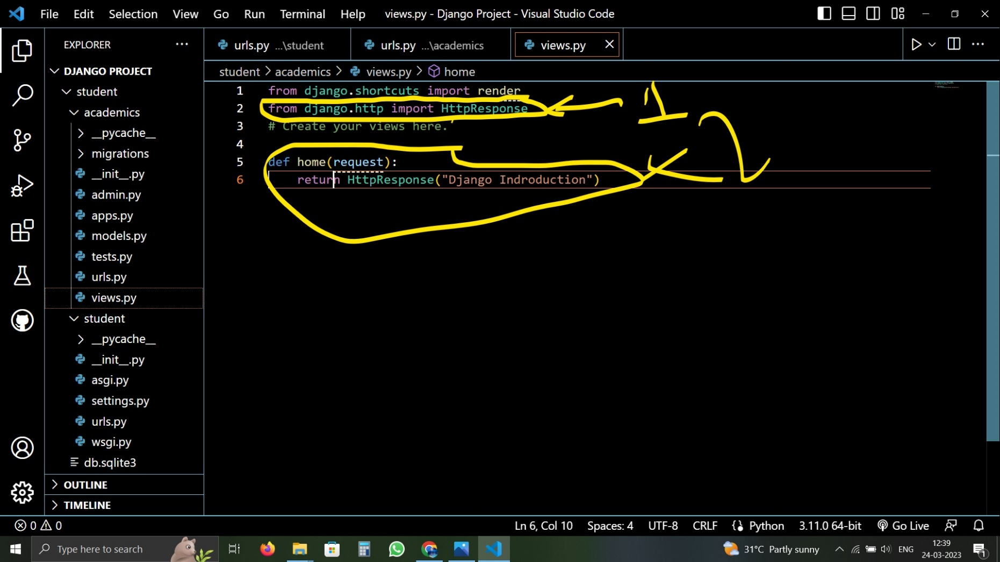 File Edit Selection View Go Run Terminal Help views.py - Django Project - Visual Studio Code
EXPLORER
urls.py ...\student
urls.py ...\academics
views.py
DJANGO PROJECT
student
academics
__pycache__
migrations
__init__.py
admin.py
apps.py
models.py
tests.py
urls.py
views.py
student
__pycache__
__init__.py
asgi.py
settings.py
urls.py
wsgi.py
db.sqlite3
OUTLINE
TIMELINE
student > academics > views.py > home
1 from django.shortcuts import render
2 from django.http import HttpResponse
3 # Create your views here.
4
5 def home(request):
6 return HttpResponse("Django Indroduction")
1
2
0 0
Ln 6, Col 10 Spaces: 4 UTF-8 CRLF Python 3.11.0 64-bit Go Live
Type here to search
31°C Partly sunny
ENG
12:39
24-03-2023
1